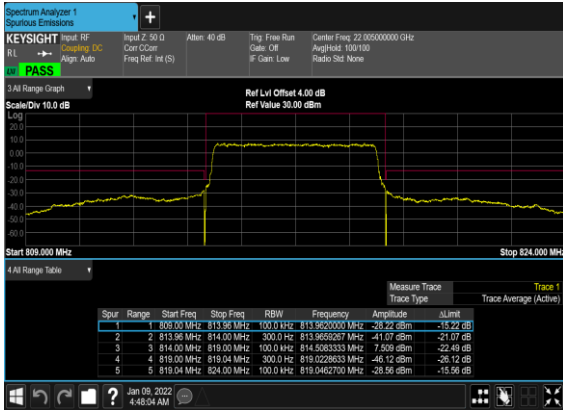 Spectrum Analyzer 1
Spurious Emissions
+
KEYSIGHT Input: RF Input Z: 50 Ω Atten: 40 dB Trig: Free Run Center Freq: 22.005000000 GHz
RL Coupling: DC Corr CCorr Gate: Off Avg|Hold: 100/100
Align: Auto Freq Ref: Int (S) IF Gain: Low Radio Std: None
PASS
3 All Range Graph
Ref Lvl Offset 4.00 dB
Scale/Div 10.0 dB Ref Value 30.00 dBm
Log
20.0
10.0
0.00
-10.0
-20.0
-30.0
-40.0
-50.0
-60.0
Start 809.000 MHz Stop 824.000 MHz
4 All Range Table
Measure Trace Trace 1
Trace Type Trace Average (Active)
Spur Range Start Freq Stop Freq RBW Frequency Amplitude ΔLimit
1 1 809.00 MHz 813.96 MHz 100.0 kHz 813.9620000 MHz -28.22 dBm -15.22 dB
2 2 813.96 MHz 814.00 MHz 300.0 Hz 813.9659267 MHz -41.07 dBm -21.07 dB
3 3 814.00 MHz 819.00 MHz 100.0 kHz 814.5083333 MHz 7.509 dBm -22.49 dB
4 4 819.00 MHz 819.04 MHz 300.0 Hz 819.0228633 MHz -46.12 dBm -26.12 dB
5 5 819.04 MHz 824.00 MHz 100.0 kHz 819.0462700 MHz -28.56 dBm -15.56 dB
?
Jan 09, 2022
4:48:04 AM